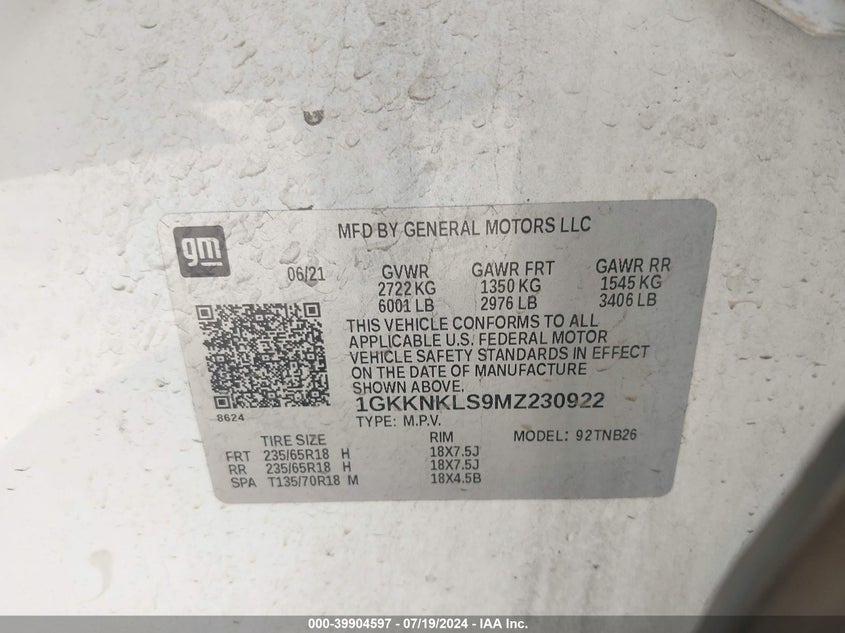 gm
MFD BY GENERAL MOTORS LLC
06/21 GVWR GAWR FRT GAWR RR
2722 KG 1350 KG 1545 KG
6001 LB 2976 LB 3406 LB
THIS VEHICLE CONFORMS TO ALL
APPLICABLE U.S. FEDERAL MOTOR
VEHICLE SAFETY STANDARDS IN EFFECT
ON THE DATE OF MANUFACTURE
SHOWN ABOVE.
8624
1GKKNKLS9MZ230922
TYPE: M.P.V.
TIRE SIZE RIM MODEL: 92TNB26
FRT 235/65R18 H 18X7.5J
RR 235/65R18 H 18X7.5J
SPA T135/70R18 M 18X4.5B
000-39904597 - 07/19/2024 - IAA Inc.